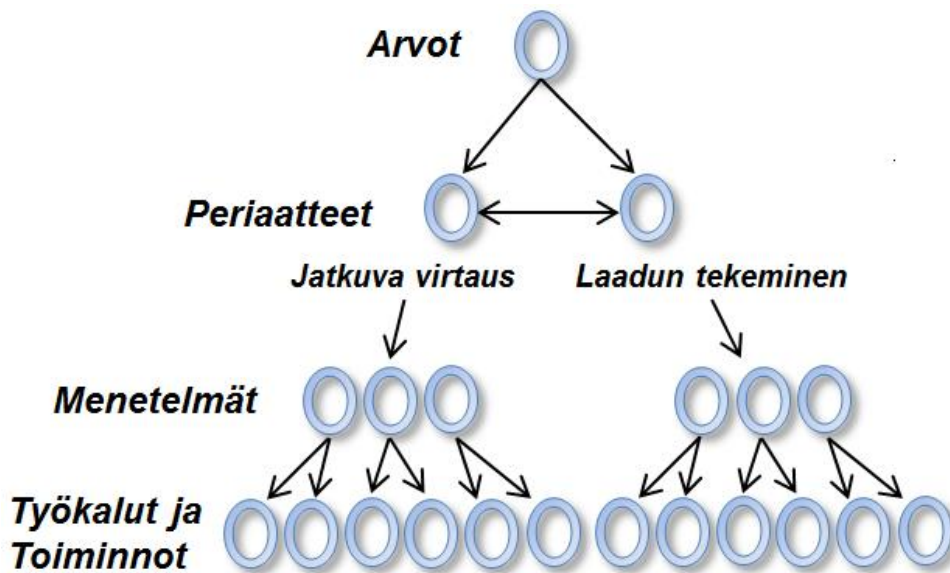 Arvot
Periaatteet
Jatkuva virtaus
Laadun tekeminen
Menetelmät
Työkalut ja
Toiminnot